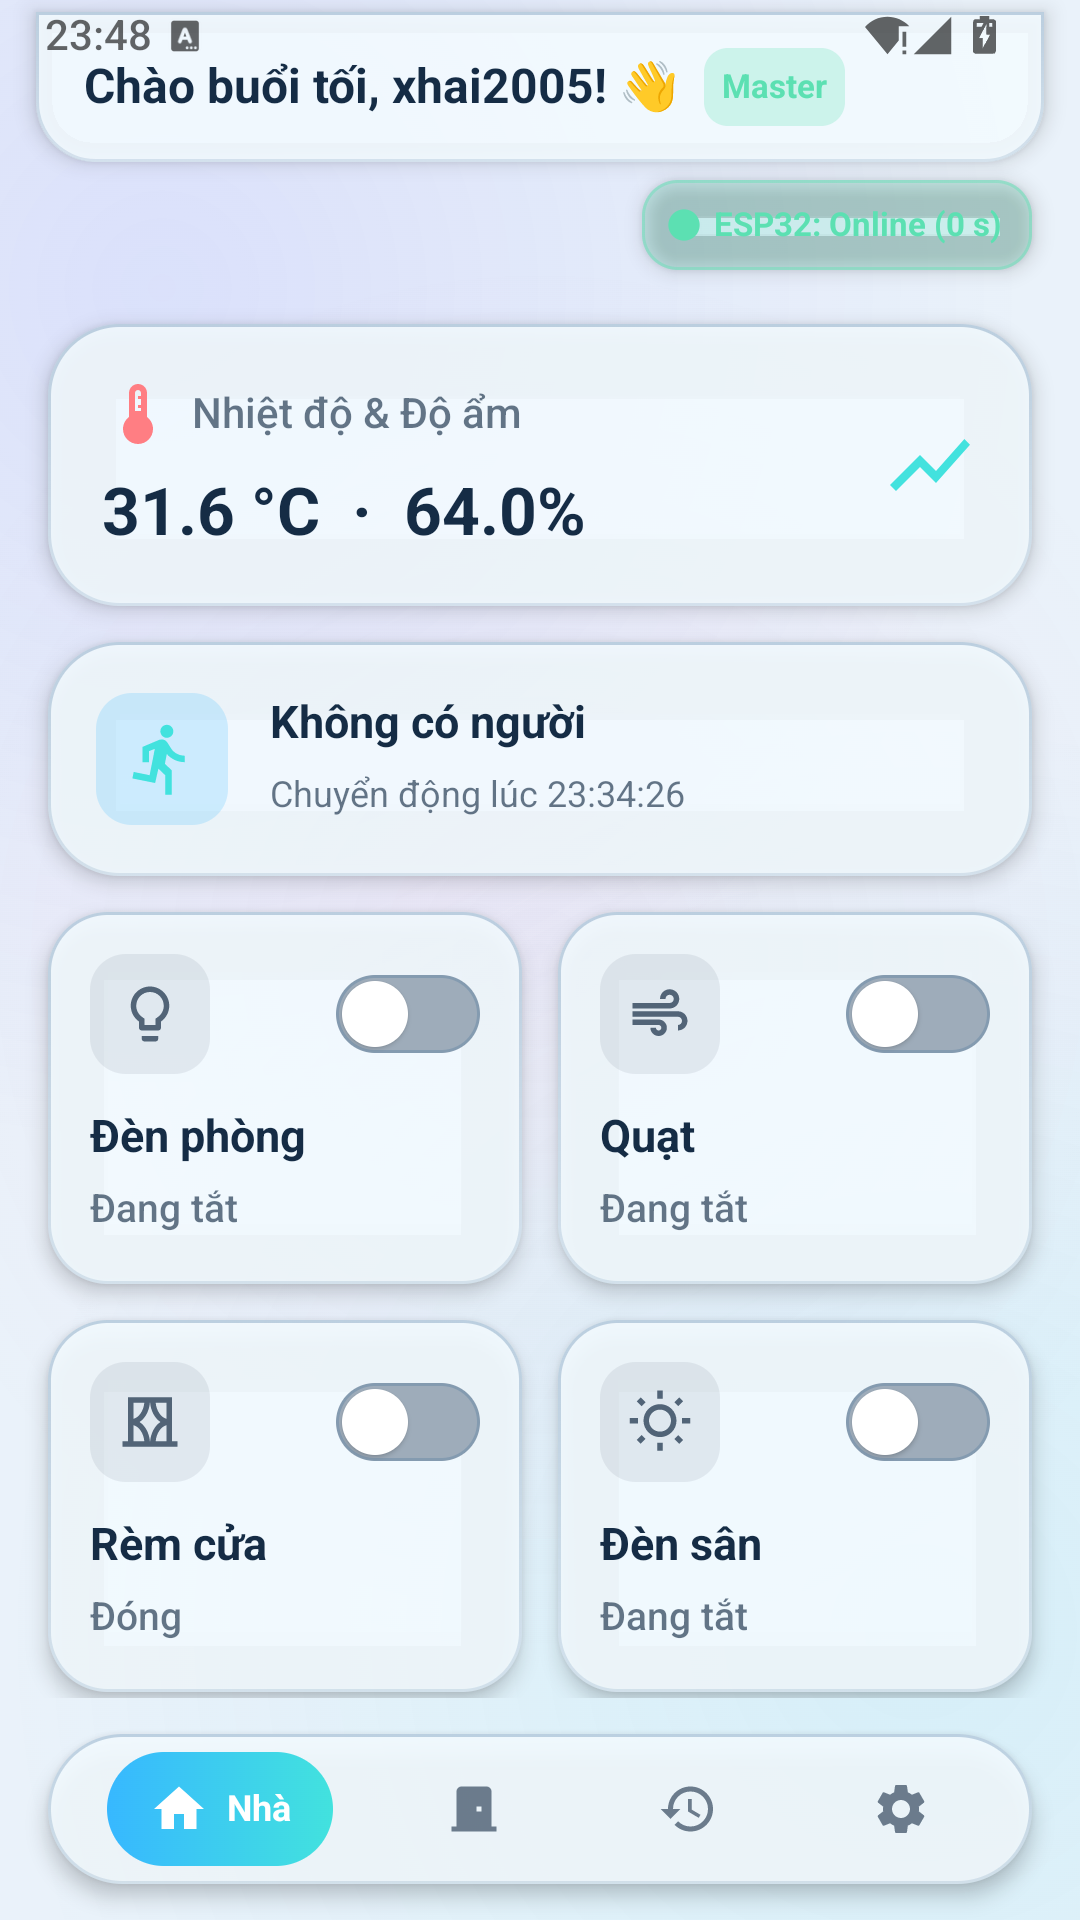 23:48
Chào buổi tối, xhai2005! 👋 Master
ESP32: Online (0 s)
Nhiệt độ & Độ ẩm
31.6 °C · 64.0%
Không có người
Chuyển động lúc 23:34:26
Đèn phòng
Đang tắt
Quạt
Đang tắt
Rèm cửa
Đóng
Đèn sân
Đang tắt
Nhà